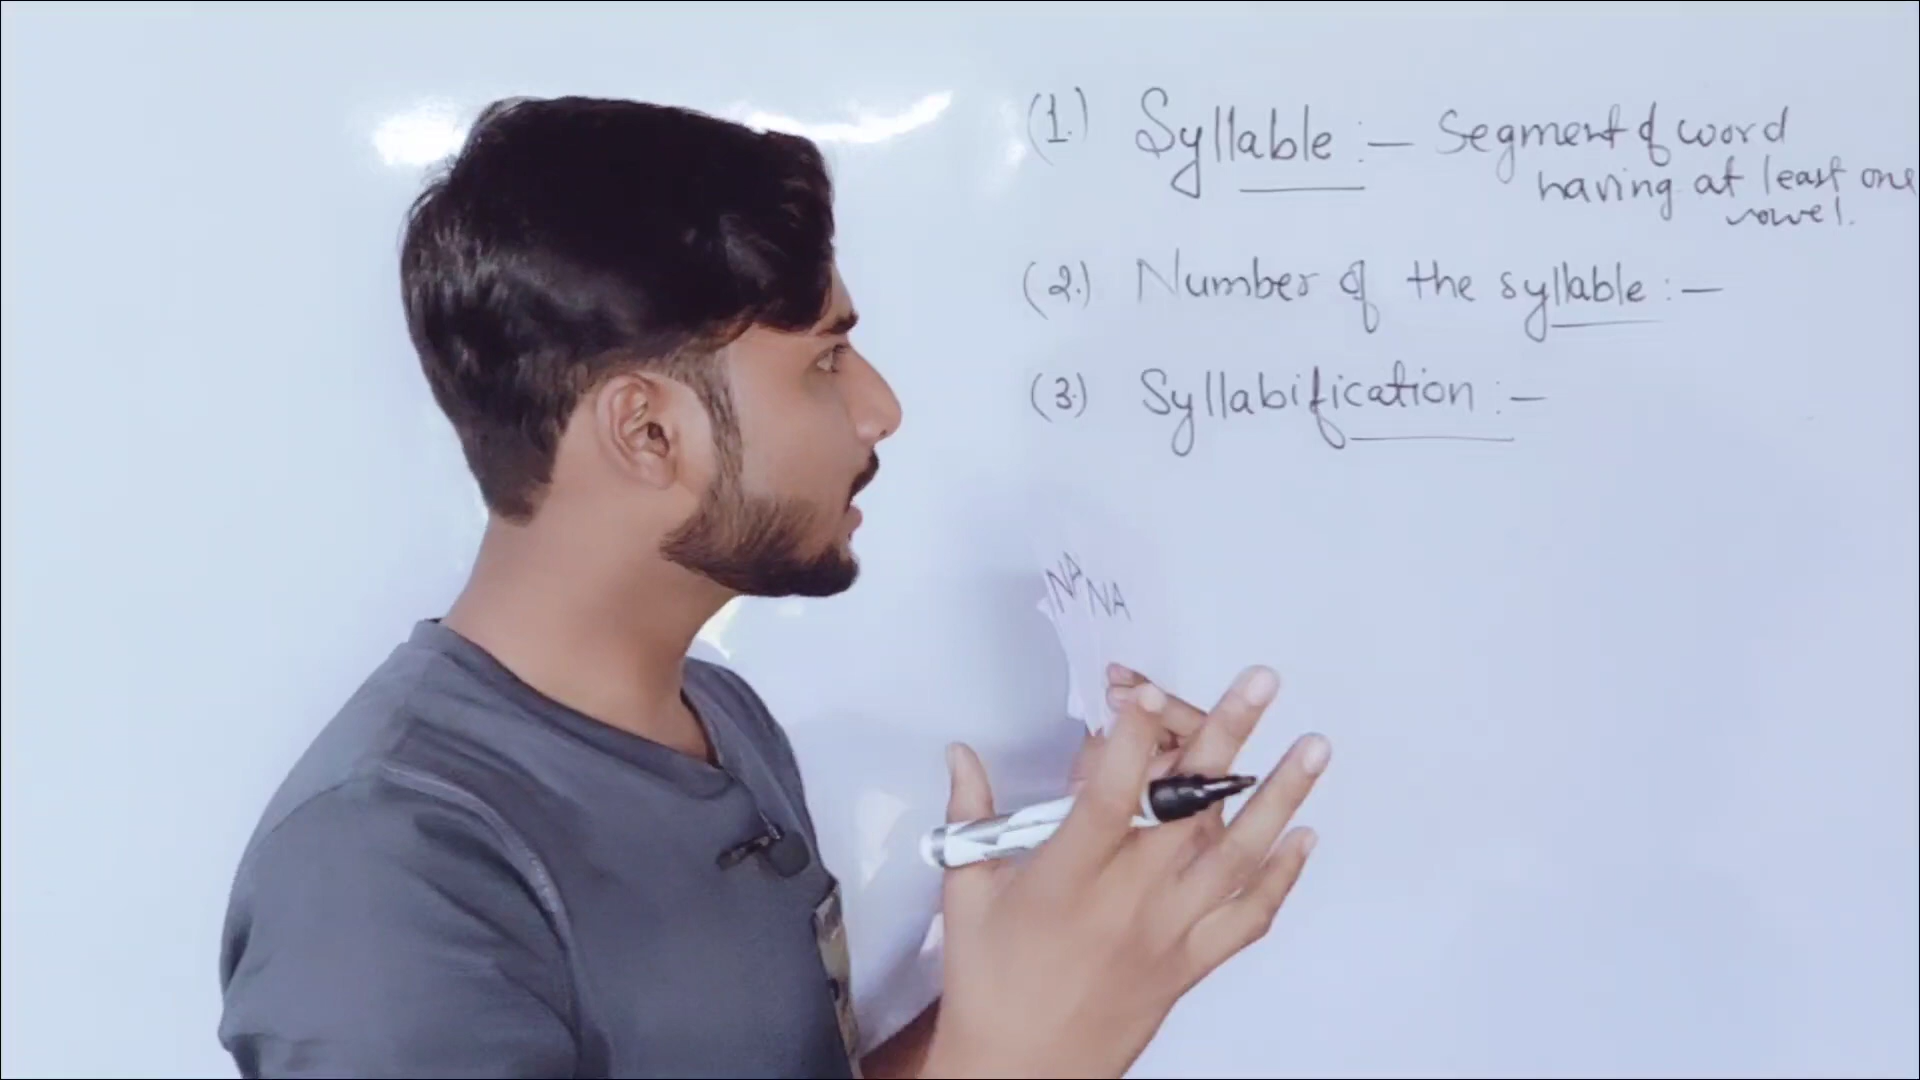 (1.) Syllable :- Segment of word
having at least one
vowel.
(2.) Number of the syllable :-
(3.) Syllabification :-
NA
NA